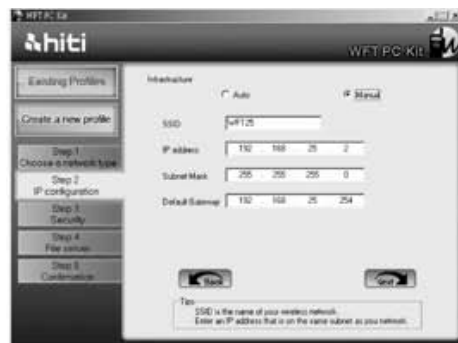 WFT PC Kit
hiti
WFT PC Kit
Existing Profiles
Create a new profile
Step 1
Choose a network type
Step 2
IP configuration
Step 3
Security
Step 4
File server
Step 5
Confirmation
Infrastructure
Auto
Manual
SSID
WFT25
IP address
192 . 168 . 25 . 2
Subnet Mask
255 . 255 . 255 . 0
Default Gateway
192 . 168 . 25 . 254
Back
Next
Tips
SSID is the name of your wireless network.
Enter an IP address that is on the same subnet as you network.